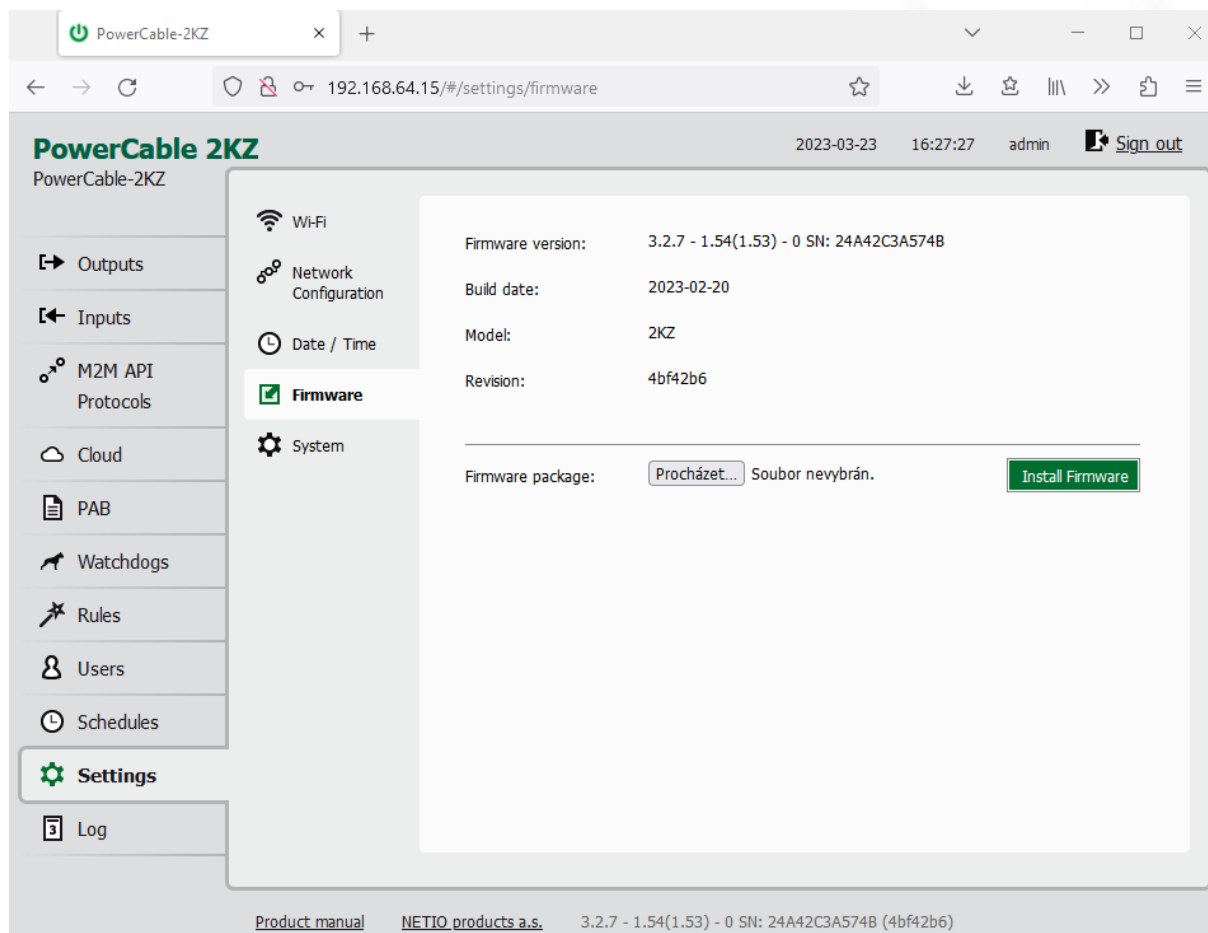 PowerCable-2KZ
192.168.64.15/#/settings/firmware
PowerCable 2KZ
2023-03-23 16:27:27 admin Sign out
PowerCable-2KZ
Outputs
Inputs
M2M API
Protocols
Cloud
PAB
Watchdogs
Rules
Users
Schedules
Settings
3 Log
Wi-Fi
Network
Configuration
Date / Time
Firmware
System
Firmware version: 3.2.7 - 1.54(1.53) - 0 SN: 24A42C3A574B
Build date: 2023-02-20
Model: 2KZ
Revision: 4bf42b6
Firmware package: Procházet... Soubor nevybrán. Install Firmware
Product manual NETIO products a.s. 3.2.7 - 1.54(1.53) - 0 SN: 24A42C3A574B (4bf42b6)